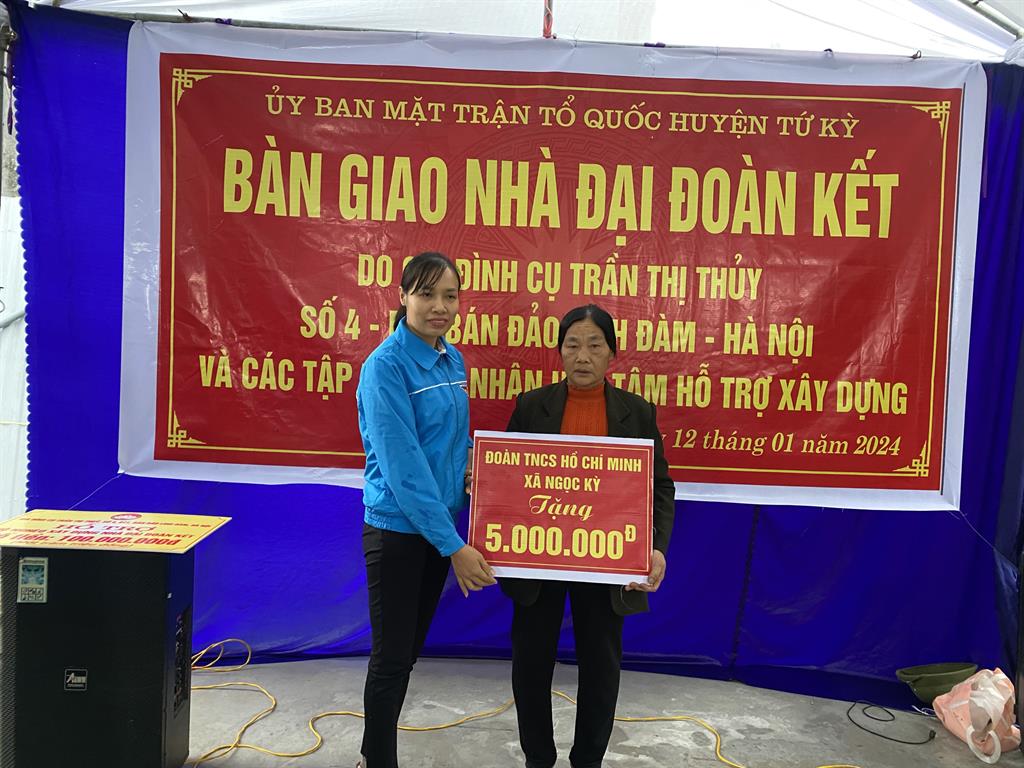 ỦY BAN MẶT TRẬN TỔ QUỐC HUYỆN TỨ KỲ
BÀN GIAO NHÀ ĐẠI ĐOÀN KẾT
DO ĐÌNH CỤ TRẦN THỊ THỦY
SỐ 4 - BÁN ĐẢO ĐÀM - HÀ NỘI
VÀ CÁC TẬP NHÂN TÂM HỖ TRỢ XÂY DỰNG
12 tháng 01 năm 2024
ĐOÀN TNCS HỒ CHÍ MINH
XÃ NGỌC KỲ
Tặng
5.000.000Đ
HỖ TRỢ